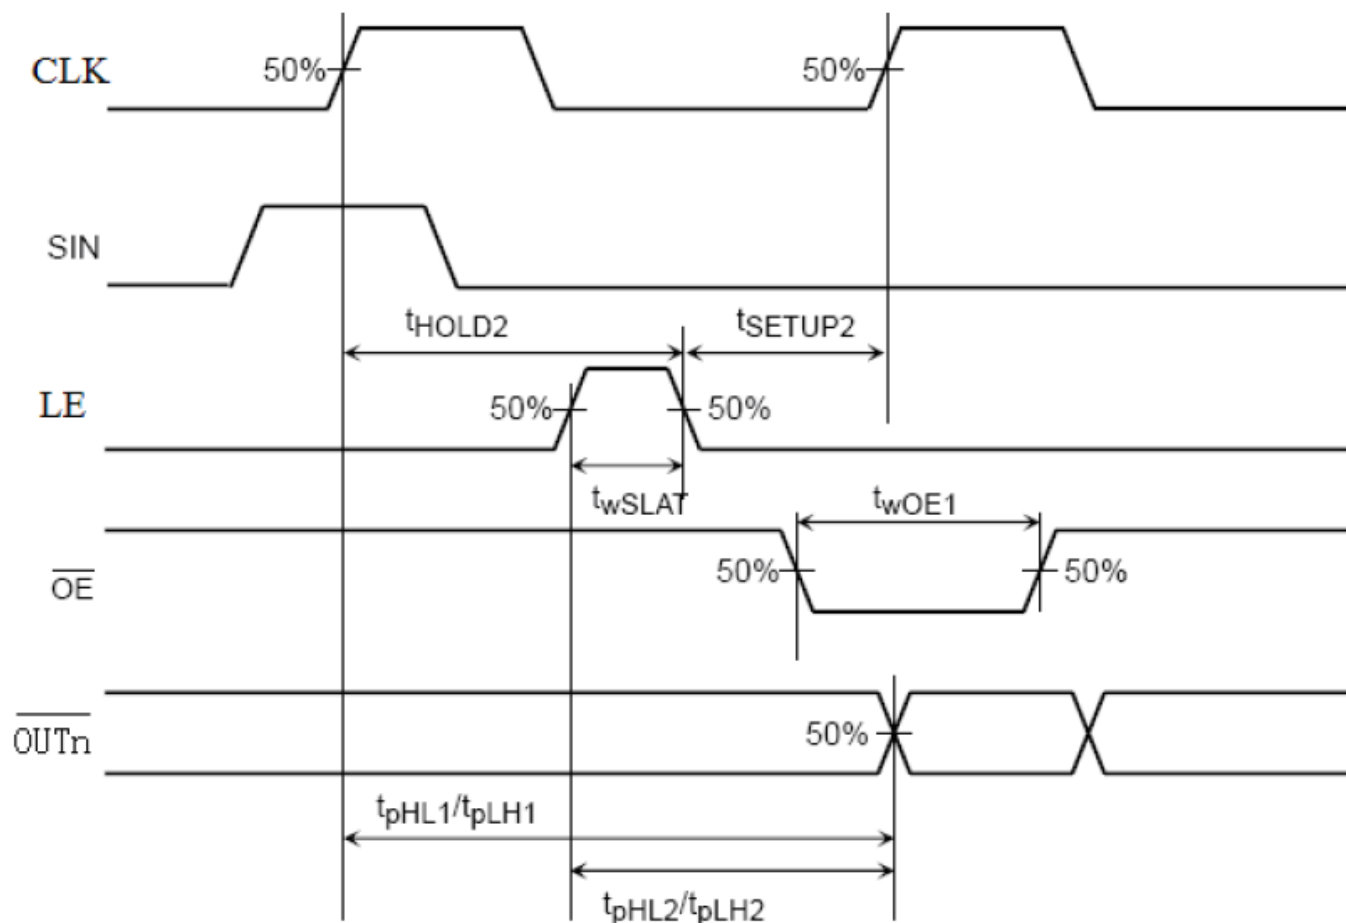 CLK
50%
50%
SIN
tHOLD2
tSETUP2
LE
50%
50%
twSLAT
twOE1
OE
50%
50%
OUTn
50%
tpHL1/tpLH1
tpHL2/tpLH2